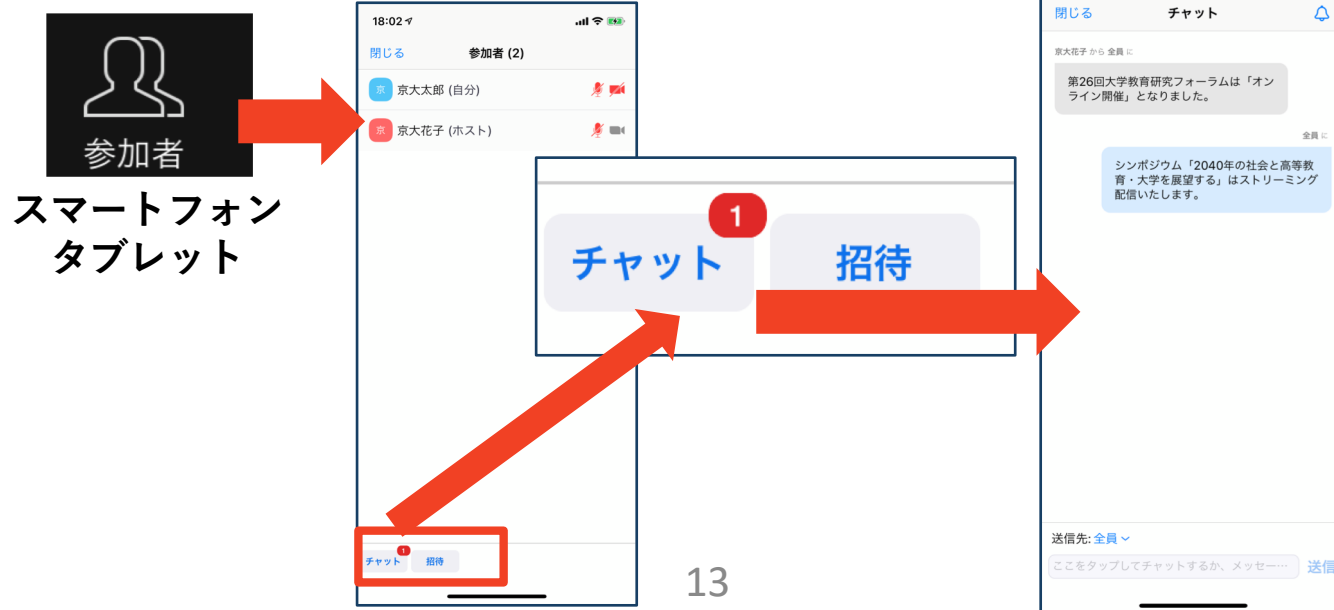 参加者
スマートフォン
タブレット
18:02
閉じる 参加者 (2)
京 京大太郎 (自分)
京 京大花子 (ホスト)
1
チャット 招待
1
チャット 招待
閉じる チャット
京大花子 から 全員 に
第26回大学教育研究フォーラムは「オン
ライン開催」となりました。
全員 に
シンポジウム「2040年の社会と高等教
育・大学を展望する」はストリーミング
配信いたします。
送信先: 全員
ここをタップしてチャットするか、メッセー… 送信
13